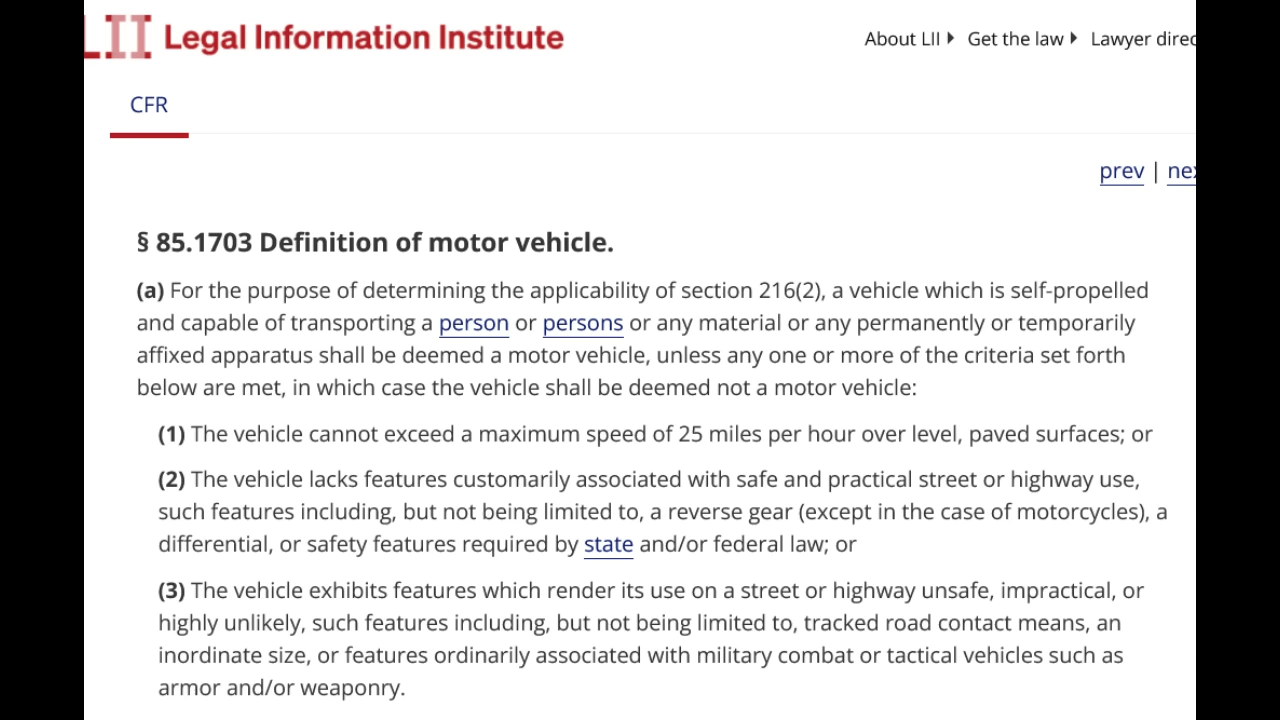 LII Legal Information Institute
About LII Get the law Lawyer
CFR
prev |
§ 85.1703 Definition of motor vehicle.
(a) For the purpose of determining the applicability of section 216(2), a vehicle which is self-propelled
and capable of transporting a person or persons or any material or any permanently or temporarily
affixed apparatus shall be deemed a motor vehicle, unless any one or more of the criteria set forth
below are met, in which case the vehicle shall be deemed not a motor vehicle:
(1) The vehicle cannot exceed a maximum speed of 25 miles per hour over level, paved surfaces; or
(2) The vehicle lacks features customarily associated with safe and practical street or highway use,
such features including, but not being limited to, a reverse gear (except in the case of motorcycles), a
differential, or safety features required by state and/or federal law; or
(3) The vehicle exhibits features which render its use on a street or highway unsafe, impractical, or
highly unlikely, such features including, but not being limited to, tracked road contact means, an
inordinate size, or features ordinarily associated with military combat or tactical vehicles such as
armor and/or weaponry.